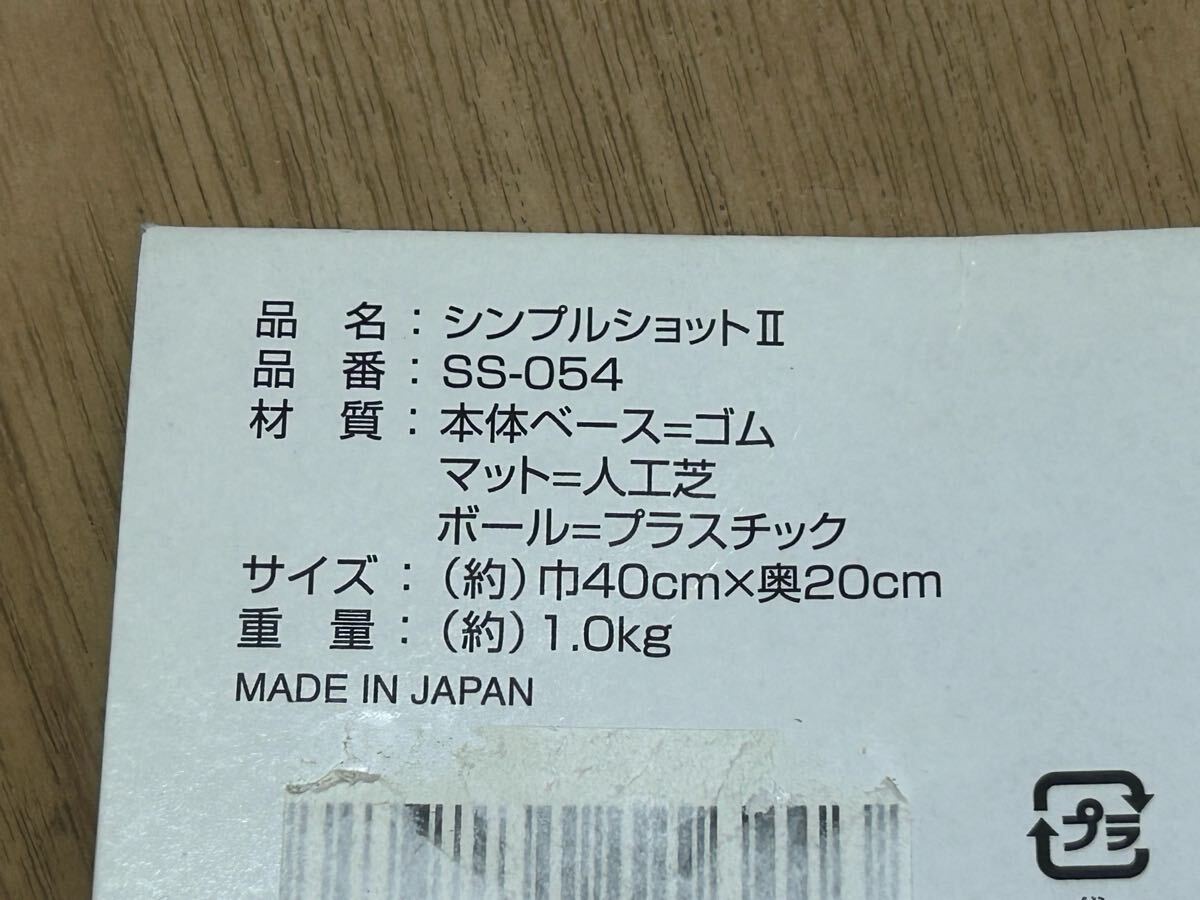 品 名：シンプルショットⅡ
品 番：SS-054
材 質：本体ベース=ゴム
マット=人工芝
ボール=プラスチック
サイズ：(約)巾40cm×奥20cm
重 量：(約)1.0kg
MADE IN JAPAN
プラ